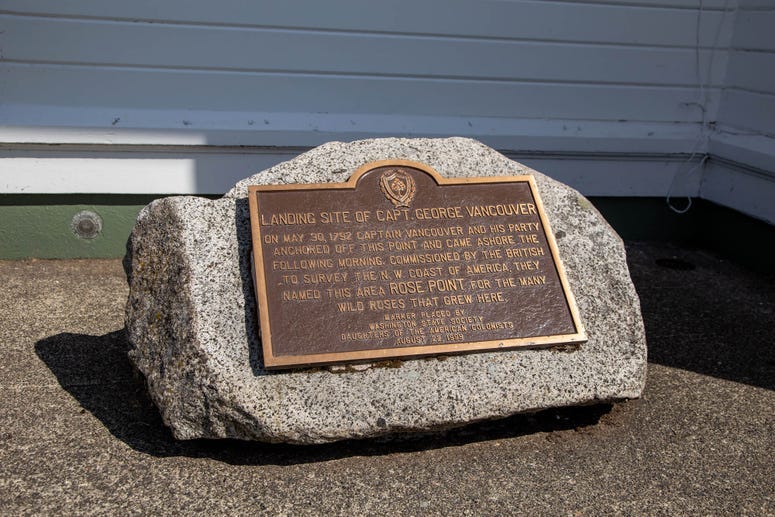 LANDING SITE OF CAPT. GEORGE VANCOUVER
ON MAY 30, 1792 CAPTAIN VANCOUVER AND HIS PARTY
ANCHORED OFF THIS POINT AND CAME ASHORE THE
FOLLOWING MORNING. COMMISSIONED BY THE BRITISH
TO SURVEY THE N.W. COAST OF AMERICA, THEY
NAMED THIS AREA ROSE POINT FOR THE MANY
WILD ROSES THAT GREW HERE.
MARKER PLACED BY
WASHINGTON STATE SOCIETY
DAUGHTERS OF THE AMERICAN COLONISTS
AUGUST 29, 1989